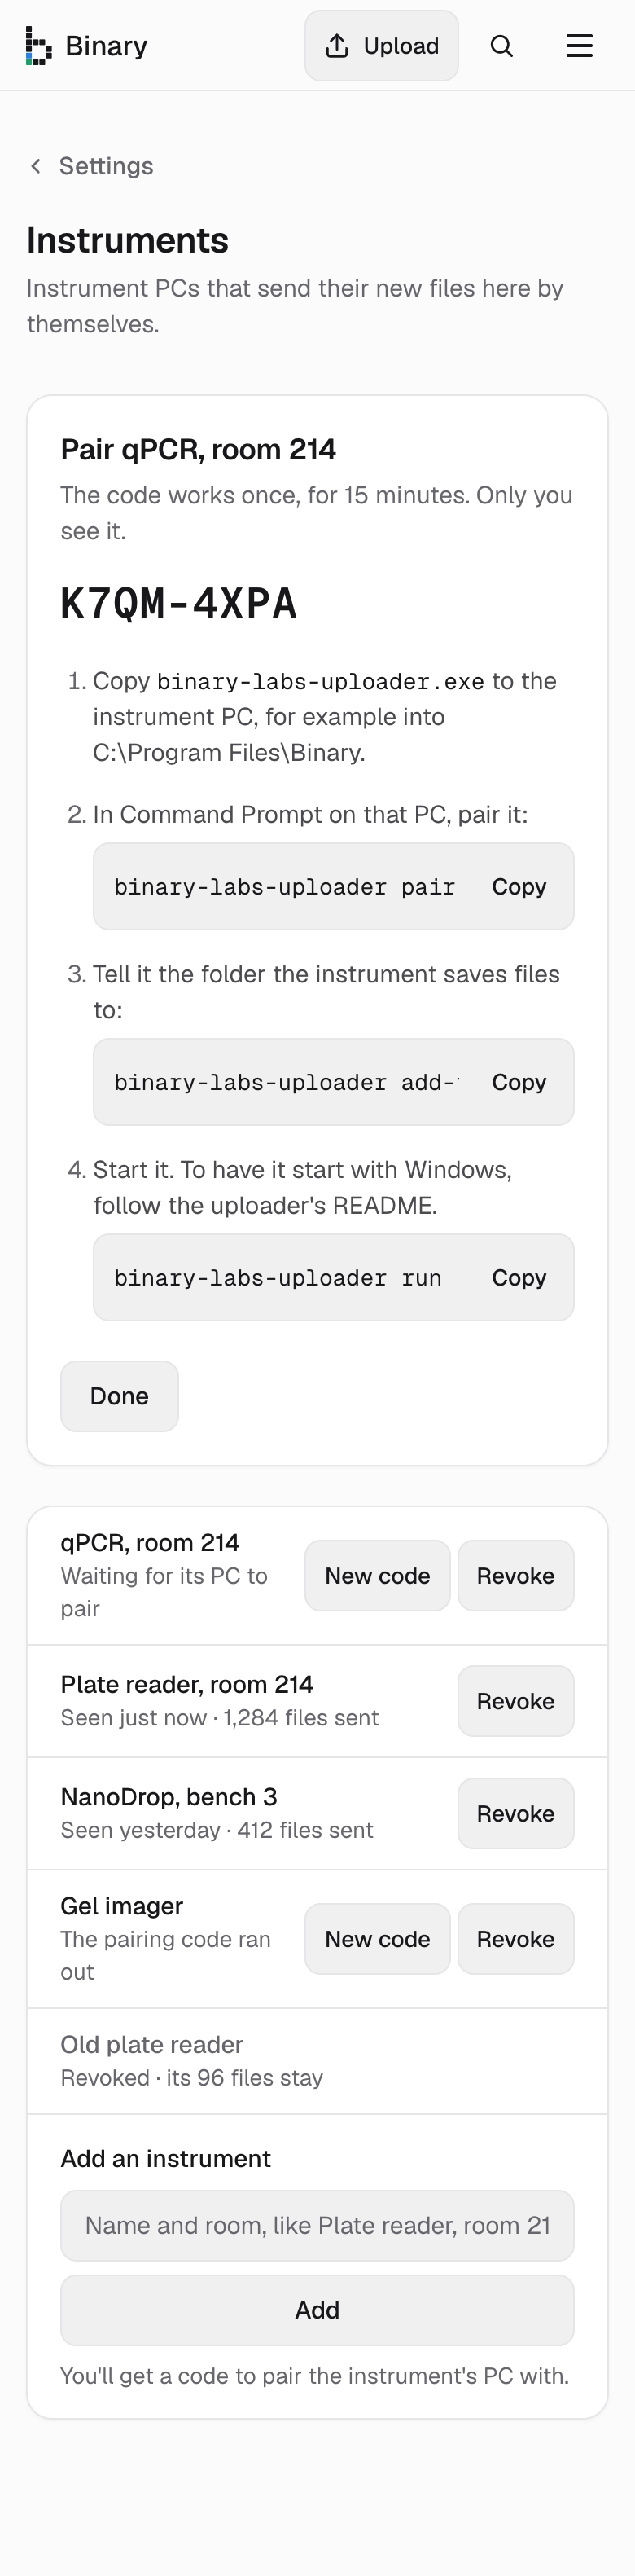 Binary
Upload
Settings
Instruments
Instrument PCs that send their new files here by
themselves.
Pair qPCR, room 214
The code works once, for 15 minutes. Only you
see it.
K7QM-4XPA
1. Copy binary-labs-uploader.exe to the
instrument PC, for example into
C:\Program Files\Binary.
2. In Command Prompt on that PC, pair it:
binary-labs-uploader pair
Copy
3. Tell it the folder the instrument saves files
to:
binary-labs-uploader add-
Copy
4. Start it. To have it start with Windows,
follow the uploader's README.
binary-labs-uploader run
Copy
Done
qPCR, room 214
Waiting for its PC to
pair
New code
Revoke
Plate reader, room 214
Seen just now · 1,284 files sent
Revoke
NanoDrop, bench 3
Seen yesterday · 412 files sent
Revoke
Gel imager
The pairing code ran
out
New code
Revoke
Old plate reader
Revoked · its 96 files stay
Add an instrument
Name and room, like Plate reader, room 21
Add
You'll get a code to pair the instrument's PC with.